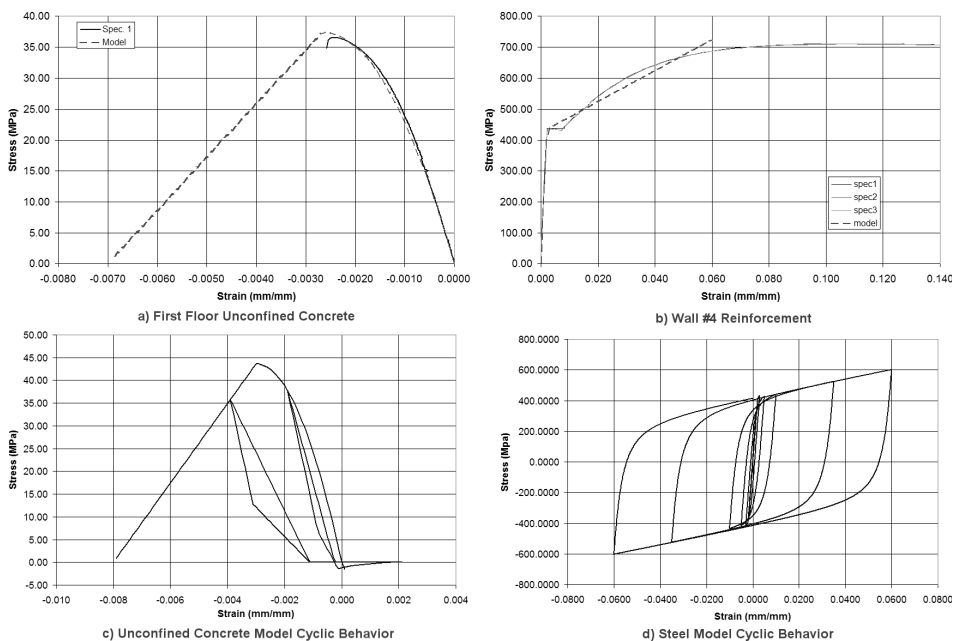 40.00
35.00
30.00
25.00
20.00
15.00
10.00
5.00
0.00
Stress (MPa)
Spec. 1
Model
-0.0080 -0.0070 -0.0060 -0.0050 -0.0040 -0.0030 -0.0020 -0.0010 0.0000
Strain (mm/mm)
a) First Floor Unconfined Concrete
800.00
700.00
600.00
500.00
400.00
300.00
200.00
100.00
0.00
Stress (MPa)
spec1
spec2
spec3
model
0.000 0.020 0.040 0.060 0.080 0.100 0.120 0.140
Strain (mm/mm)
b) Wall #4 Reinforcement
50.00
45.00
40.00
35.00
30.00
25.00
20.00
15.00
10.00
5.00
0.00
-5.00
Stress (MPa)
-0.010 -0.008 -0.006 -0.004 -0.002 0.000 0.002 0.004
Strain (mm/mm)
c) Unconfined Concrete Model Cyclic Behavior
800.0000
600.0000
400.0000
200.0000
0.0000
-200.0000
-400.0000
-600.0000
-800.0000
Stress (Mpa)
-0.0800 -0.0600 -0.0400 -0.0200 0.0000 0.0200 0.0400 0.0600 0.0800
Strain (mm/mm)
d) Steel Model Cyclic Behavior